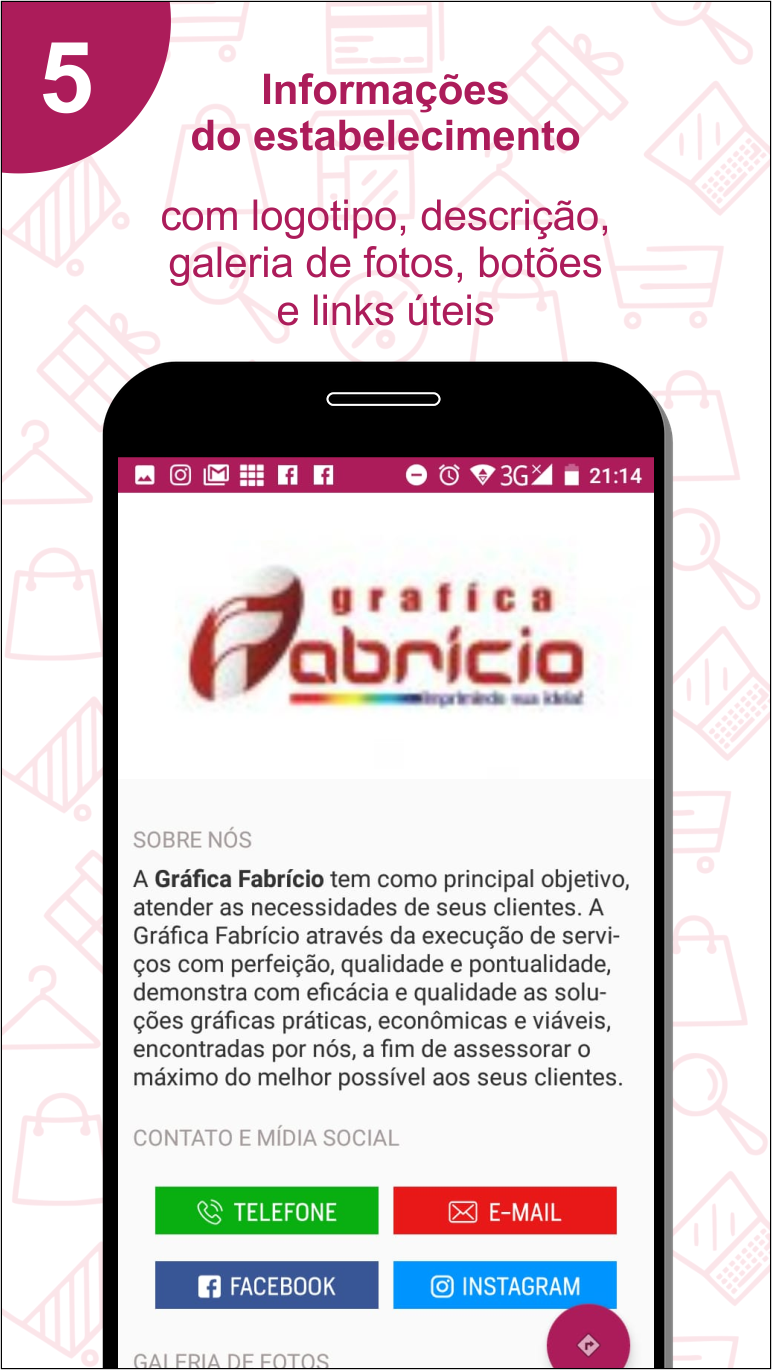 5
Informações
do estabelecimento
com logotipo, descrição,
galeria de fotos, botões
e links úteis
3G 21:14
grafica
Fabrício
Imprimindo sua ideia!
SOBRE NÓS
A Gráfica Fabrício tem como principal objetivo,
atender as necessidades de seus clientes. A
Gráfica Fabrício através da execução de servi-
ços com perfeição, qualidade e pontualidade,
demonstra com eficácia e qualidade as solu-
ções gráficas práticas, econômicas e viáveis,
encontradas por nós, a fim de assessorar o
máximo do melhor possível aos seus clientes.
CONTATO E MÍDIA SOCIAL
TELEFONE E-MAIL
FACEBOOK INSTAGRAM
GALERIA DE FOTOS